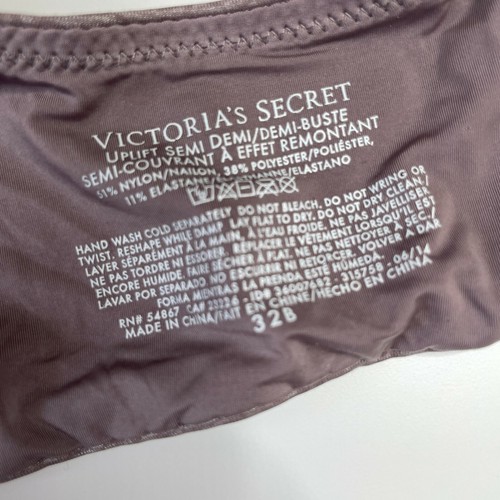 VICTORIA'S SECRET
UPLIFT SEMI DEMI/DEMI-BUSTE
SEMI-COUVRANT À EFFET REMONTANT
51% NYLON/NAILON, 38% POLYESTER/POLIÉSTER,
11% ELASTANE/ELASTANO
HAND WASH COLD SEPARATELY DO NOT BLEACH. DO NOT WRING OR
TWIST. RESHAPE WHILE DAMP LAY FLAT TO DRY. DO NOT DRY CLEAN/
LAVER SÉPARÉMENT À LA MAIN, À L'EAU FROIDE. NE PAS JAVELLISER
NE PAS TORDRE NI ESSORER. REPLACER LE VÊTEMENT LORSQU'IL EST
ENCORE HUMIDE. FAIRE SÉCHER À PLAT. NE PAS NETTOYER À SEC./
LAVAR POR SEPARADO. NO ESCURRIR NI RETORCER. VOLVER A DAR
FORMA MIENTRAS LA PRENDA ESTÉ HÚMEDA. 06/14
RN# 54867 CA# 23226 - ID# 26007682 - 315758
MADE IN CHINA/FAIT EN CHINE/HECHO EN CHINA
32B